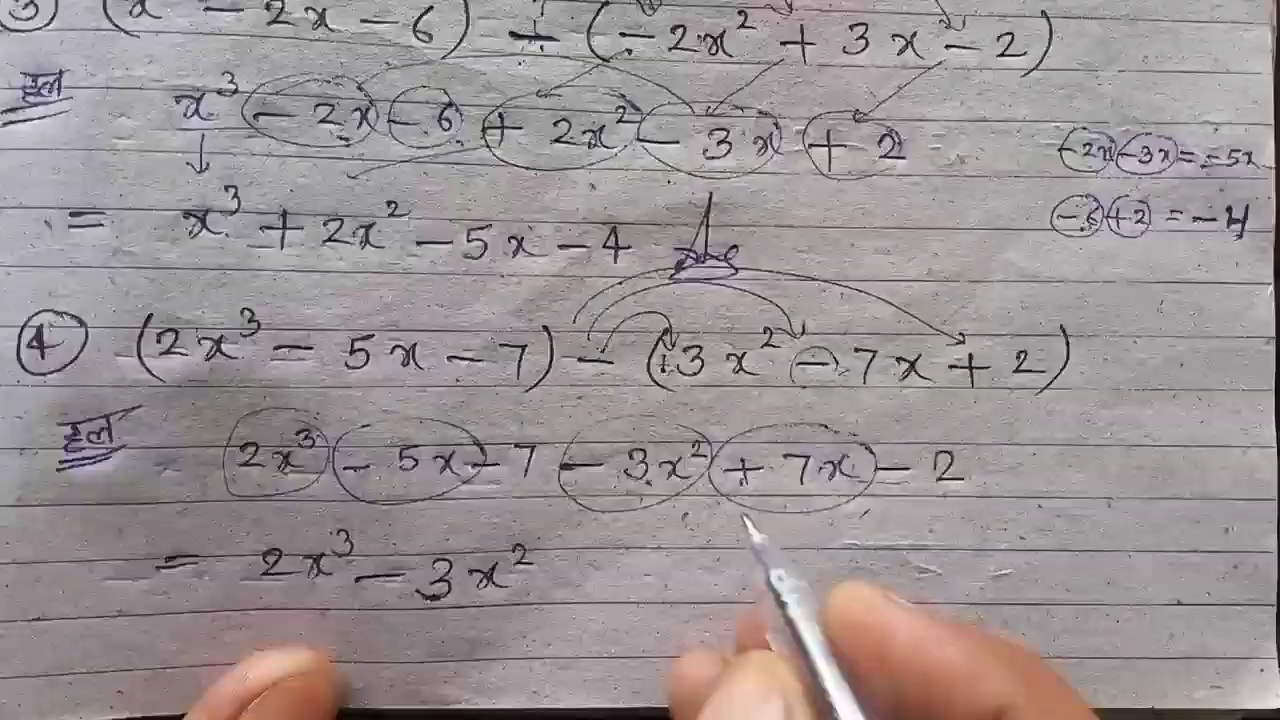 3) (x - 2x - 6) - (- 2x² + 3x - 2)
हल
x³ - 2x - 6 + 2x² - 3x + 2
-2x -3x = -5x
-6 +2 = -4
= x³ + 2x² - 5x - 4
4 (2x³ - 5x - 7) - (+3x² - 7x + 2)
हल
2x³ - 5x - 7 - 3x² + 7x - 2
= 2x³ - 3x²